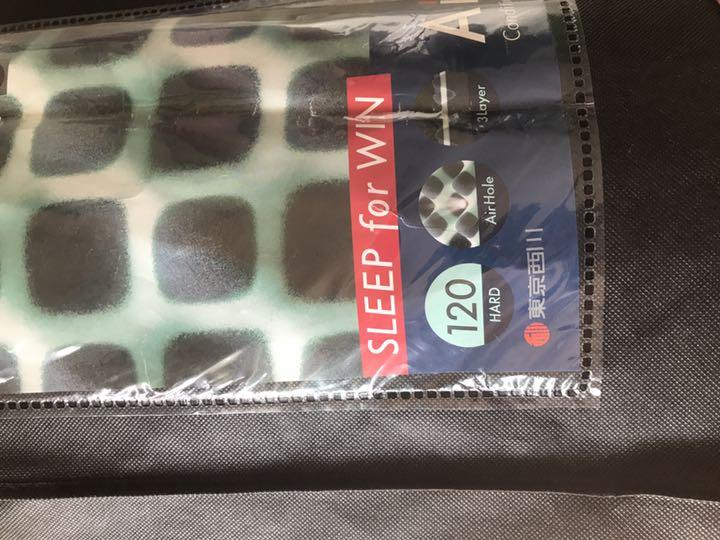 SLEEP for WIN
3Layer
AirHole
120
HARD
東京西川